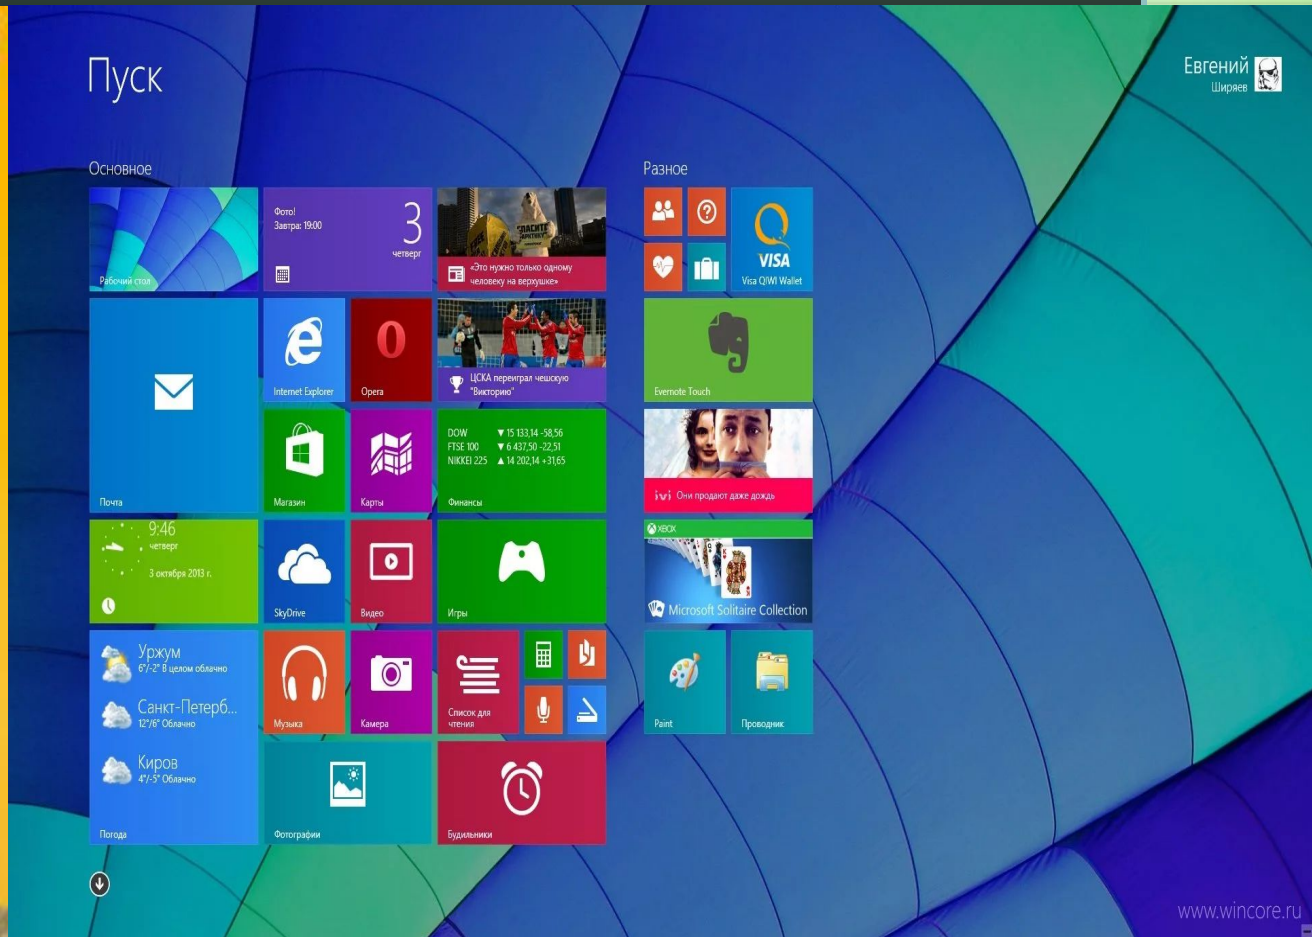 Пуск
Евгений
Ширяев
Основное
Рабочий стол
Фото!
Завтра: 19:00
3
четверг
СПАСИТЕ
АРКТИКУ
«Это нужно только одному
человеку на верхушке»
Почта
Internet Explorer
Opera
ЦСКА переиграл чешскую
"Викторию"
Магазин
Карты
DOW ▼ 15 133,14 -58,56
FTSE 100 ▼ 6 437,50 -22,51
NIKKEI 225 ▲ 14 202,14 +31,65
Финансы
9:46
четверг
3 октября 2013 г.
SkyDrive
Видео
Игры
Уржум
6°/-2° В целом облачно
Санкт-Петерб...
12°/6° Облачно
Киров
4°/-5° Облачно
Погода
Музыка
Камера
Список для
чтения
Фотографии
Будильники
Разное
VISA
Visa QIWI Wallet
Evernote Touch
ivi Они продают даже дождь
XBOX
Microsoft Solitaire Collection
Paint
Проводник
www.wincore.ru